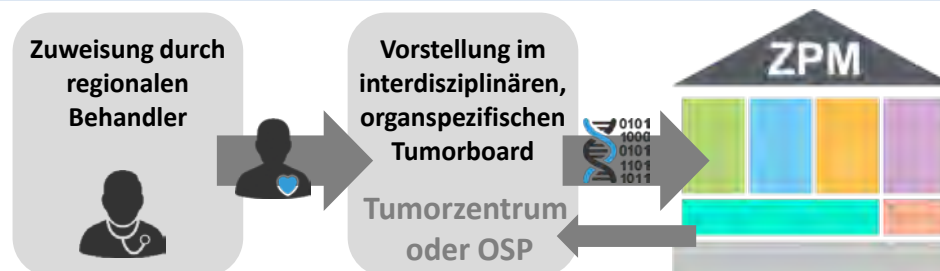 Zuweisung durch
regionalen
Behandler
Vorstellung im
interdisziplinären,
organspezifischen
Tumorboard
Tumorzentrum
oder OSP
0101
1000
0101
1101
1011
ZPM